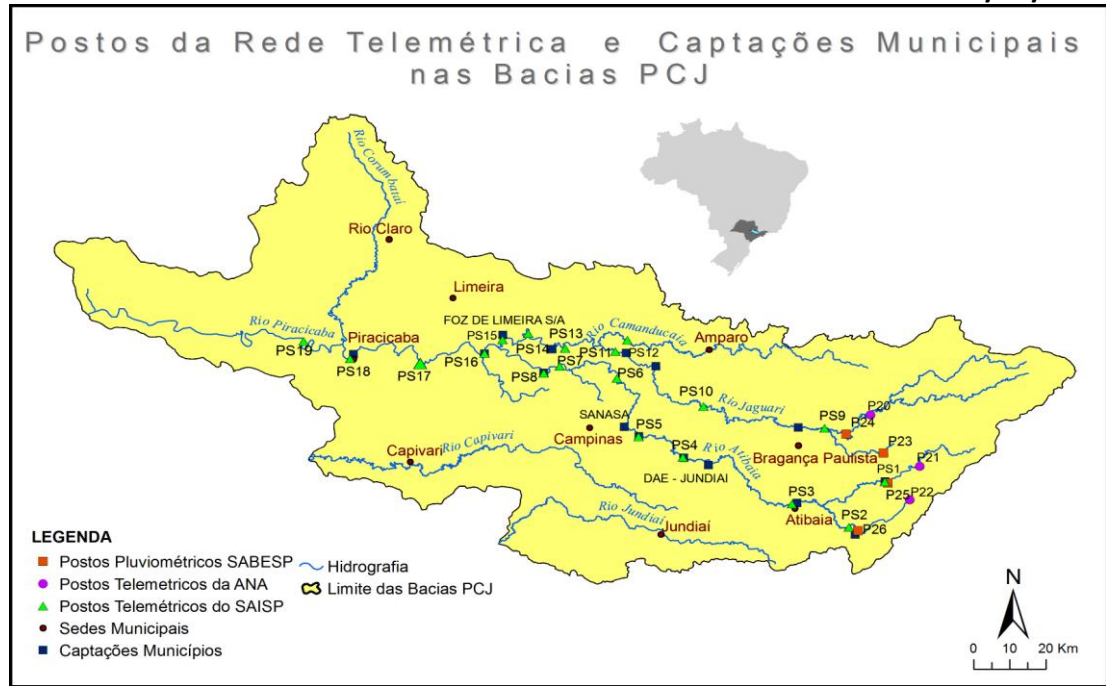 Postos da Rede Telemétrica e Captações Municipais
nas Bacias PCJ
Rio Corumbataí
Rio Claro
Limeira
FOZ DE LIMEIRA S/A
Rio Piracicaba
Piracicaba
PS19
PS18
PS17
PS16
PS15
PS14
PS13
Rio Camanducaia
Amparo
PS11
PS12
PS7
PS8
PS6
PS10
Rio Jaguari
PS9
P20
P24
SANASA
PS5
Campinas
Rio Atibaia
Bragança Paulista
P23
P21
PS1
PS4
DAE - JUNDIAI
Capivari
Rio Capivari
P25
P22
PS3
Atibaia
PS2
P26
Rio Jundiaí
Jundiaí
LEGENDA
Postos Pluviométricos SABESP
Postos Telemetricos da ANA
Postos Telemétricos do SAISP
Sedes Municipais
Captações Municípios
Hidrografia
Limite das Bacias PCJ
N
0 10 20 Km